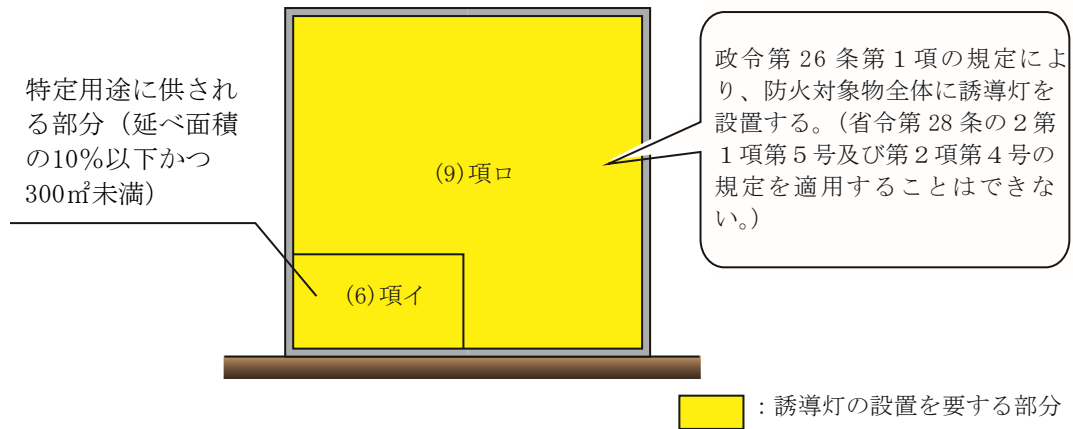 特定用途に供され
る部分（延べ面積
の10％以下かつ
300㎡未満）
政令第 26 条第１項の規定によ
り、防火対象物全体に誘導灯を
設置する。（省令第 28 条の２第
１項第５号及び第２項第４号の
規定を適用することはできな
い。）
(9)項ロ
(6)項イ
：誘導灯の設置を要する部分